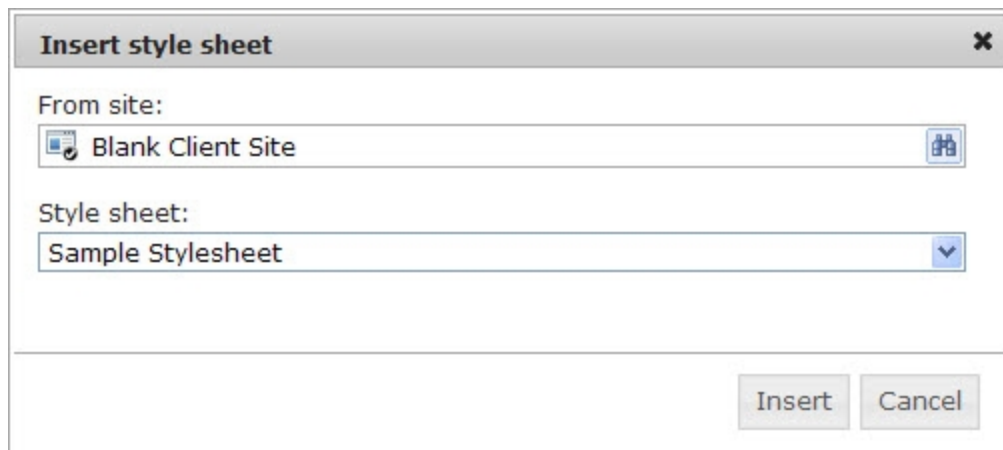 Insert style sheet
From site:
Blank Client Site
Style sheet:
Sample Stylesheet
Insert Cancel